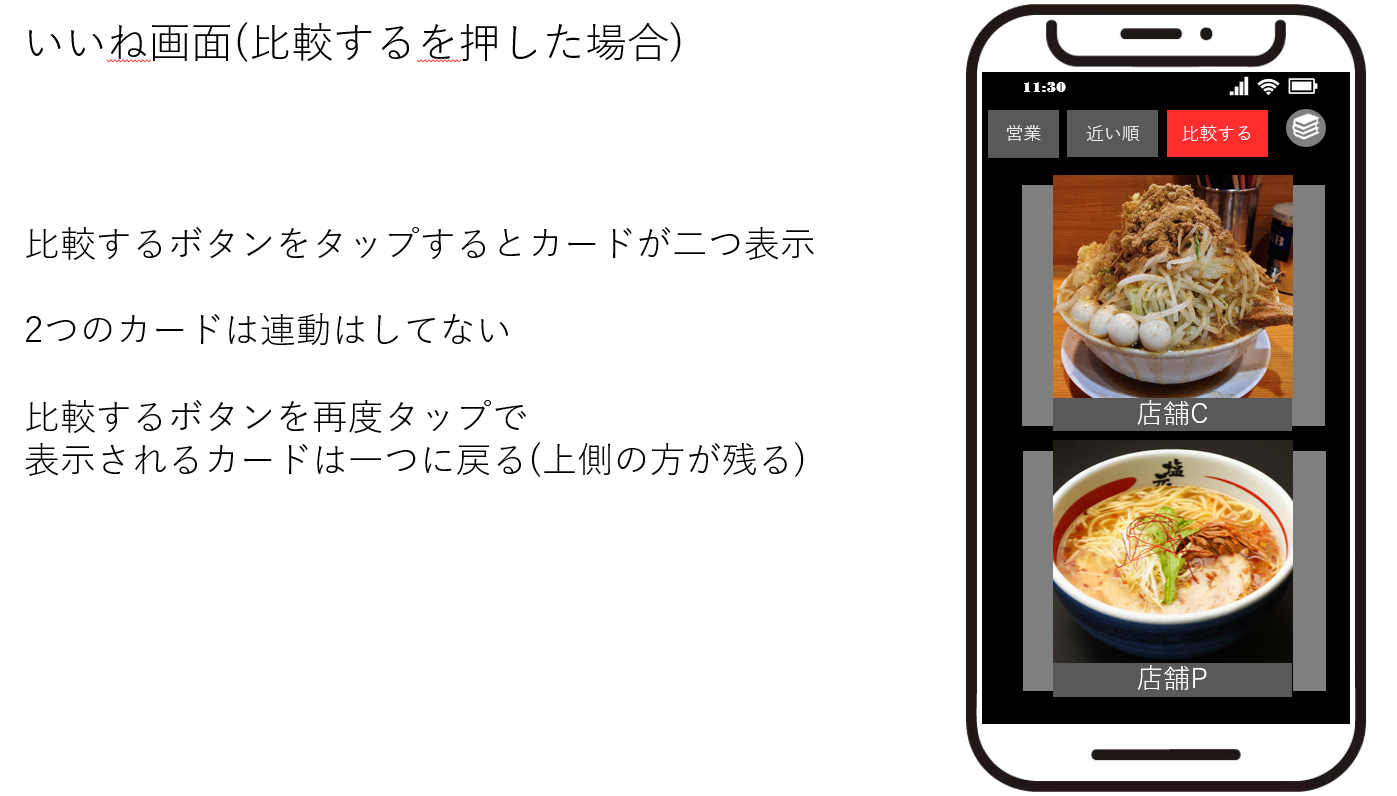 いいね画面(比較するを押した場合)
比較するボタンをタップするとカードが二つ表示
2つのカードは連動はしてない
比較するボタンを再度タップで
表示されるカードは一つに戻る(上側の方が残る)
11:30
営業
近い順
比較する
店舗C
店舗P